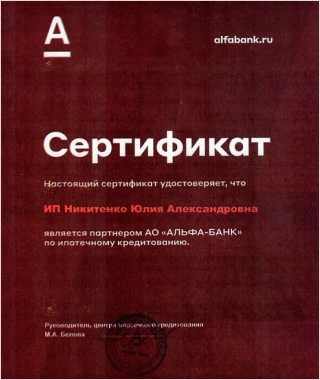 А
alfabank.ru
Сертификат
Настоящий сертификат удостоверяет, что
ИП Никитенко Юлия Александровна
является партнером АО «АЛЬФА-БАНК»
по ипотечному кредитованию.
Руководитель центра ипотечного кредитования
М.А. Белова